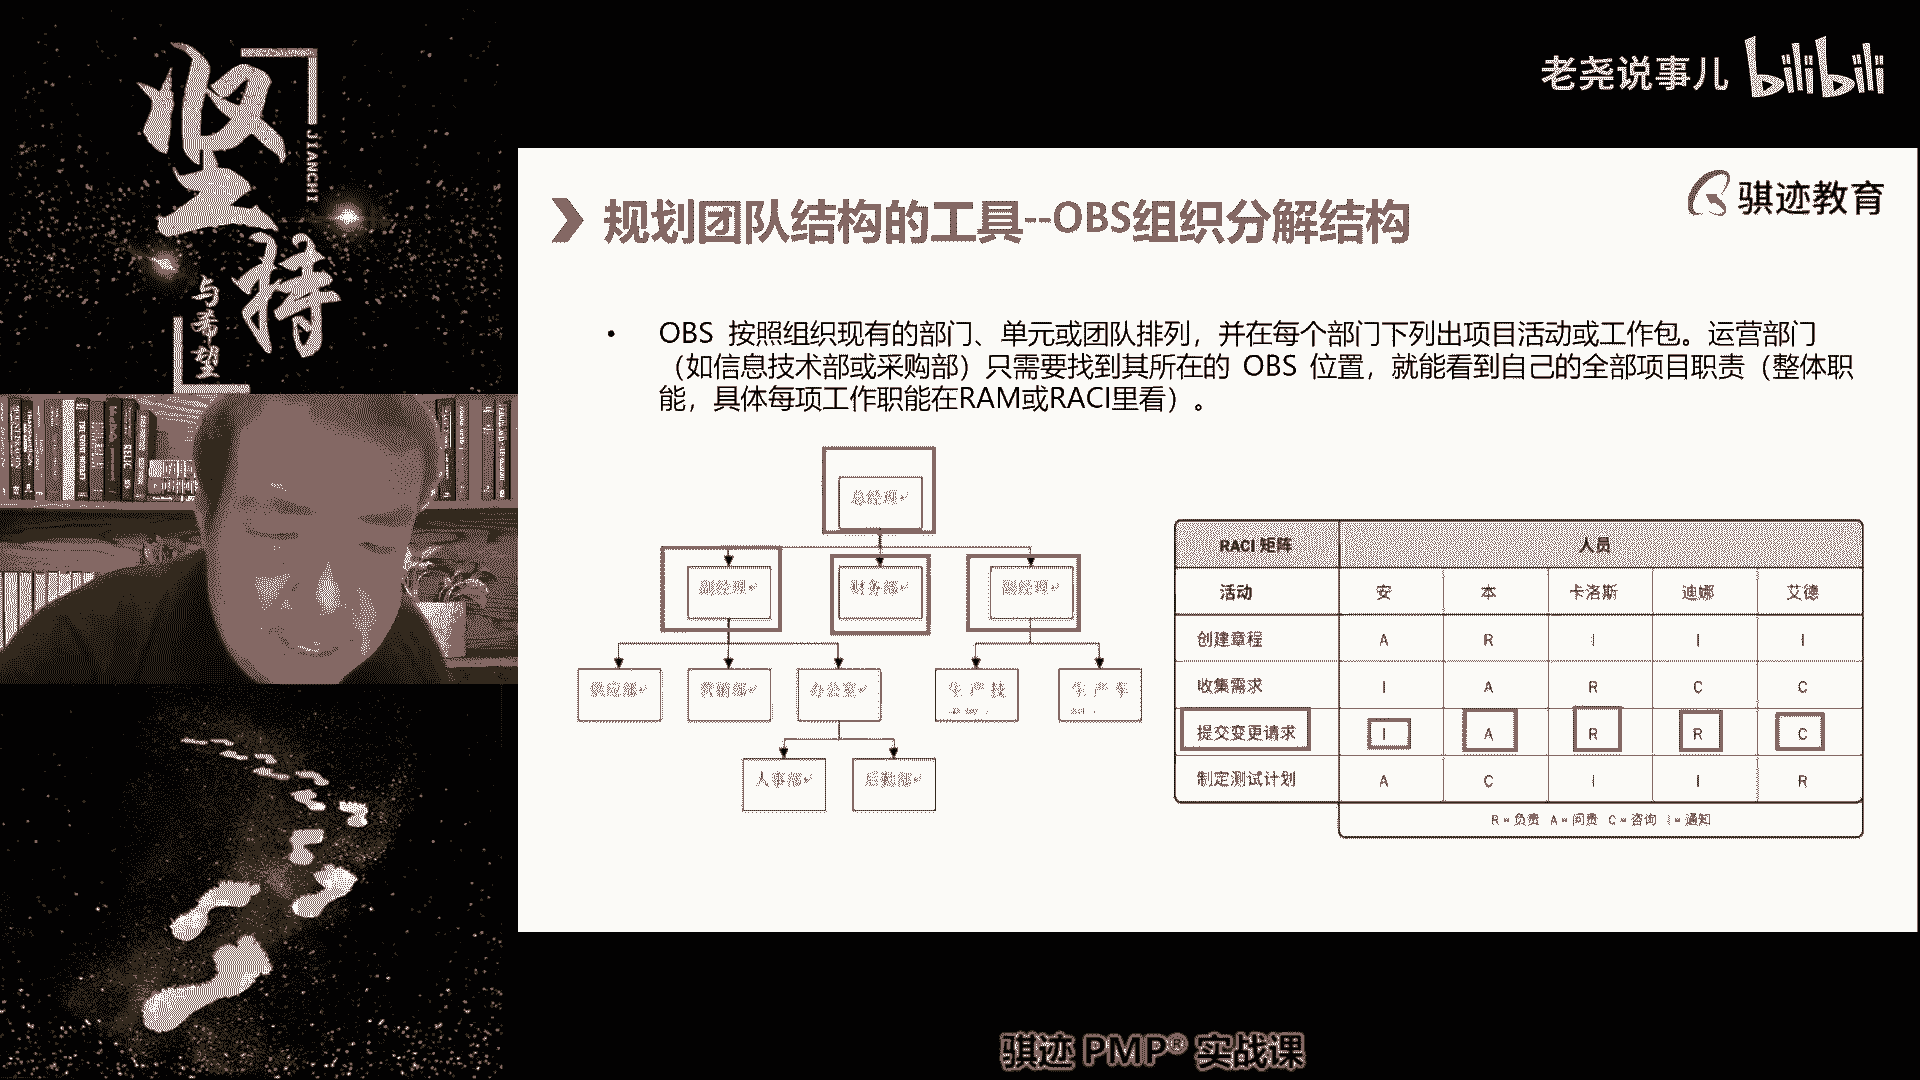 坚持
JIANCHI
与希望
老尧说事儿 bilibili
骐迹教育
规划团队结构的工具--OBS组织分解结构
• OBS 按照组织现有的部门、单元或团队排列，并在每个部门下列出项目活动或工作包。运营部门
（如信息技术部或采购部）只需要找到其所在的 OBS 位置，就能看到自己的全部项目职责（整体职
能，具体每项工作职能在RAM或RACI里看）。
总经理
副经理 财务部 副经理
供应部 营销部 办公室 生产技 生产车
人事部 后勤部
RACI 矩阵 人员
活动 安 本 卡洛斯 迪娜 艾德
创建章程 A R I I I
收集需求 I A R C C
提交变更请求 I A R R C
制定测试计划 A C I I R
R = 负责 A = 问责 C = 咨询 I = 通知
骐迹 PMP® 实战课